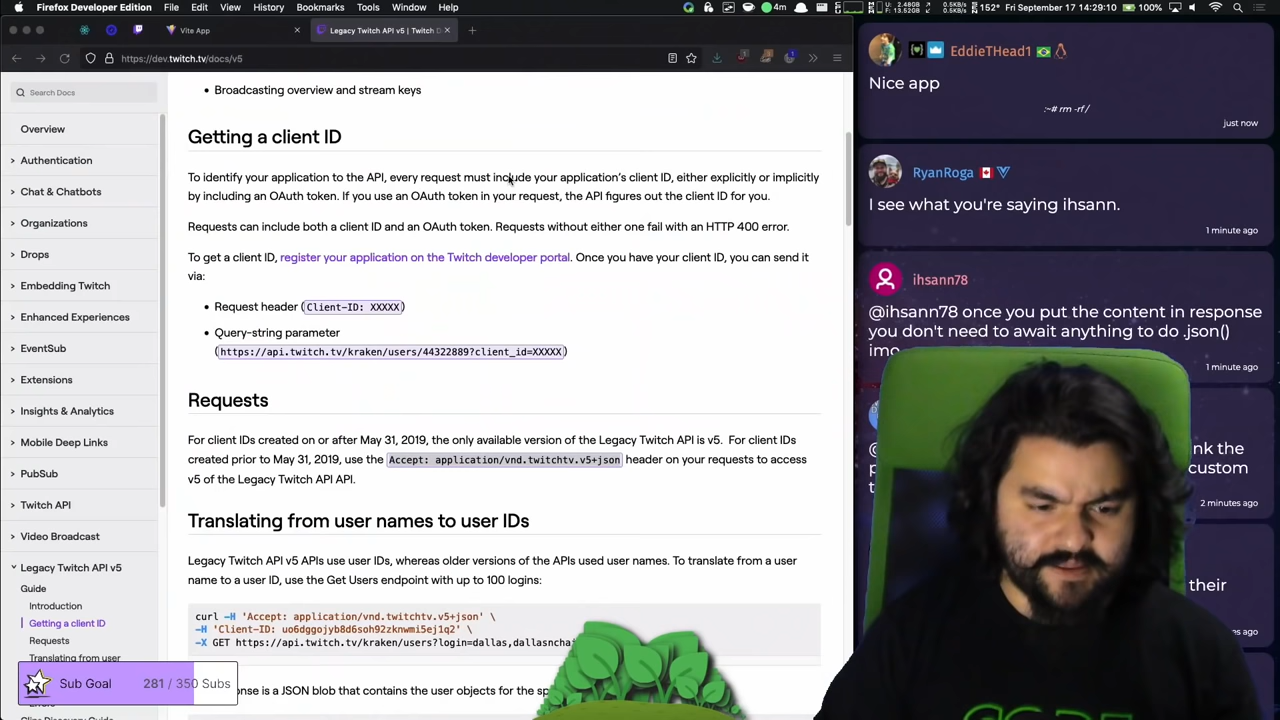 Firefox Developer Edition File Edit View History Bookmarks Tools Window Help
4m
152° Fri September 17 14:29:10 100%
Vite App
Legacy Twitch API v5 | Twitch D
https://dev.twitch.tv/docs/v5
Search Docs
Overview
Authentication
Chat & Chatbots
Organizations
Drops
Embedding Twitch
Enhanced Experiences
EventSub
Extensions
Insights & Analytics
Mobile Deep Links
PubSub
Twitch API
Video Broadcast
Legacy Twitch API v5
Guide
Introduction
Getting a client ID
Requests
Translating from user
Clips Discovery Guide
Broadcasting overview and stream keys
Getting a client ID
To identify your application to the API, every request must include your application's client ID, either explicitly or implicitly
by including an OAuth token. If you use an OAuth token in your request, the API figures out the client ID for you.
Requests can include both a client ID and an OAuth token. Requests without either one fail with an HTTP 400 error.
To get a client ID, register your application on the Twitch developer portal. Once you have your client ID, you can send it
via:
Request header (Client-ID: XXXXX)
Query-string parameter
(https://api.twitch.tv/kraken/users/44322889?client_id=XXXXX)
Requests
For client IDs created on or after May 31, 2019, the only available version of the Legacy Twitch API is v5. For client IDs
created prior to May 31, 2019, use the Accept: application/vnd.twitchtv.v5+json header on your requests to access
v5 of the Legacy Twitch API API.
Translating from user names to user IDs
Legacy Twitch API v5 APIs use user IDs, whereas older versions of the APIs used user names. To translate from a user
name to a user ID, use the Get Users endpoint with up to 100 logins:
curl -H 'Accept: application/vnd.twitchtv.v5+json' \
-H 'Client-ID: uo6dggojyb8d6soh92zknwmi5ej1q2' \
-X GET https://api.twitch.tv/kraken/users?login=dallas,dallasnchai
onse is a JSON blob that contains the user objects for the sp
Sub Goal 281 / 350 Subs
EddieTHead1
Nice app
:~# rm -rf /
just now
RyanRoga
I see what you're saying ihsann.
1 minute ago
ihsann78
@ihsann78 once you put the content in response
you don't need to await anything to do .json()
imo
1 minute ago
nk the
custom
2 minutes ago
their
es ago